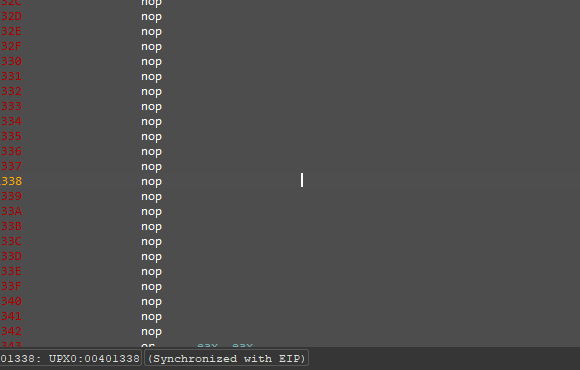 32C nop
32D nop
32E nop
32F nop
330 nop
331 nop
332 nop
333 nop
334 nop
335 nop
336 nop
337 nop
338 nop
339 nop
33A nop
33B nop
33C nop
33D nop
33E nop
33F nop
340 nop
341 nop
342 nop
343 or eax, eax
01338: UPX0:00401338 (Synchronized with EIP)